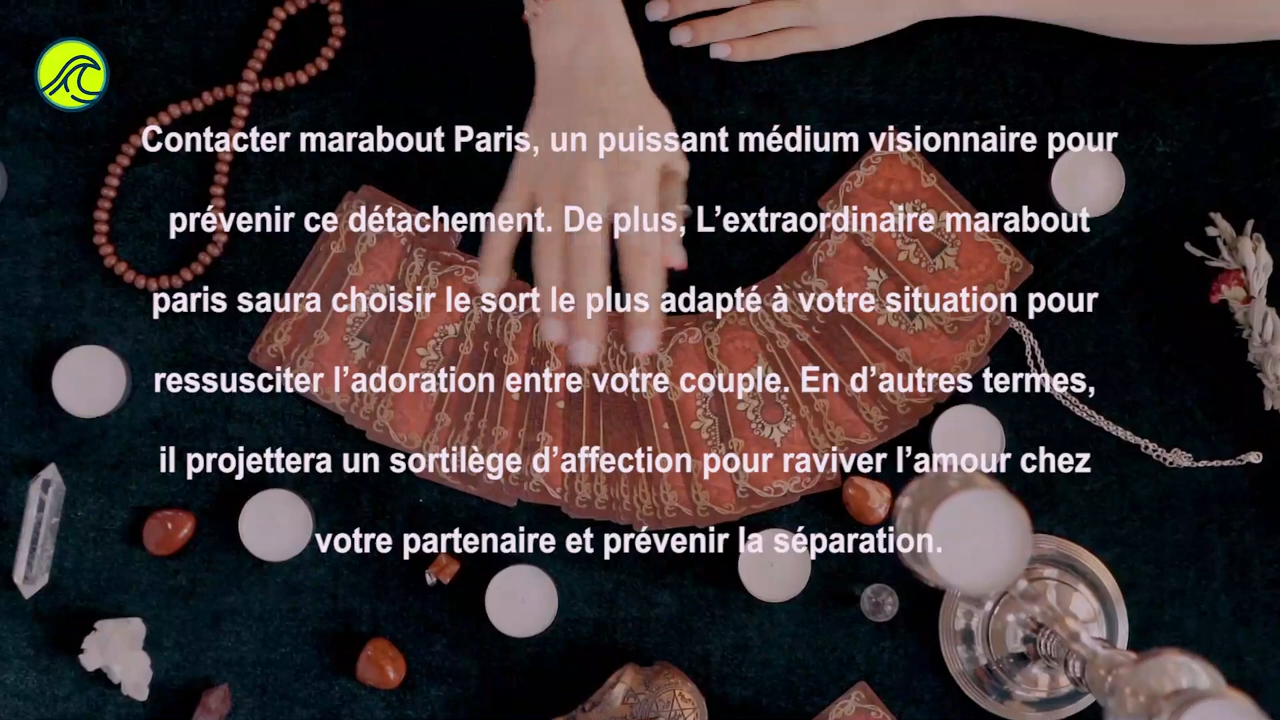 Contacter marabout Paris, un puissant médium visionnaire pour
prévenir ce détachement. De plus, L’extraordinaire marabout
paris saura choisir le sort le plus adapté à votre situation pour
ressusciter l’adoration entre votre couple. En d’autres termes,
il projettera un sortilège d’affection pour raviver l’amour chez
votre partenaire et prévenir la séparation.